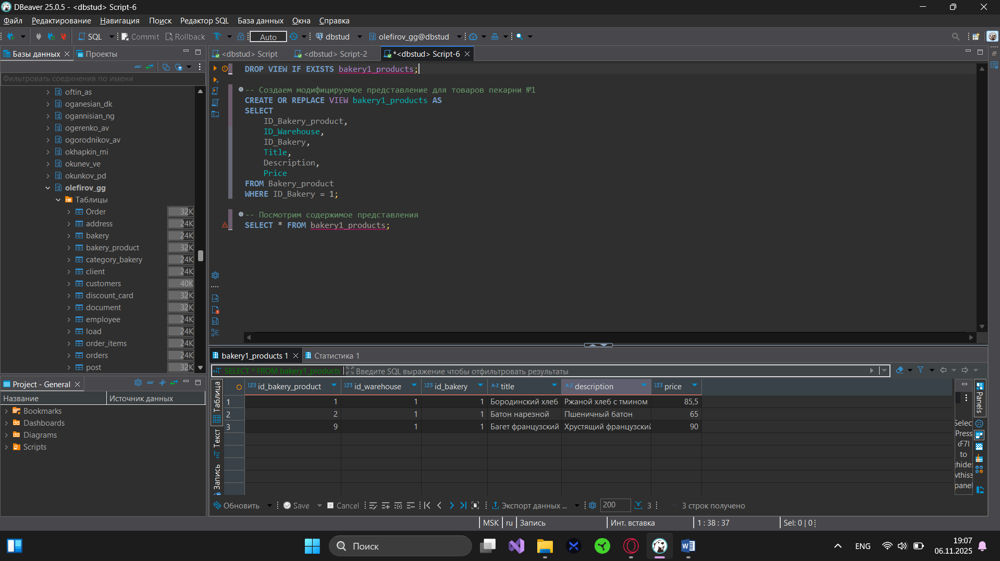 DBeaver 25.0.5 - <dbstud> Script-6
Файл Редактирование Навигация Поиск Редактор SQL База данных Окна Справка
SQL Commit Rollback Auto dbstud olefirov_gg@dbstud
Базы данных Проекты
Фильтровать соединения по имени
oftin_as
oganesian_dk
ogannisian_ng
ogerenko_av
ogorodnikov_av
okhapkin_mi
okunev_ve
okunkov_pd
olefirov_gg
Таблицы
Order 32K
address 24K
bakery 24K
bakery_product 32K
category_bakery 24K
client 24K
customers 40K
discount_card 32K
document 32K
employee 24K
load 24K
order_items 24K
orders 24K
post 32K
Project - General
Название Источник данных
Bookmarks
Dashboards
Diagrams
Scripts
<dbstud> Script <dbstud> Script-2 *<dbstud> Script-6
DROP VIEW IF EXISTS bakery1_products;
-- Создаем модифицируемое представление для товаров пекарни №1
CREATE OR REPLACE VIEW bakery1_products AS
SELECT
ID_Bakery_product,
ID_Warehouse,
ID_Bakery,
Title,
Description,
Price
FROM Bakery_product
WHERE ID_Bakery = 1;
-- Посмотрим содержимое представления
SELECT * FROM bakery1_products;
bakery1_products 1 Статистика 1
SELECT * FROM bakery1_products Введите SQL выражение чтобы отфильтровать результаты
Таблица
Текст
Запись
123 id_bakery_product 123 id_warehouse 123 id_bakery A-Z title A-Z description 123 price
1 1 1 1 Бородинский хлеб Ржаной хлеб с тмином 85,5
2 2 1 1 Батон нарезной Пшеничный батон 65
3 9 1 1 Багет французский Хрустящий французский 90
Panels
Selec
Press
F7I
to
hide
this
panel
Обновить Save Cancel Экспорт данных ... 200 3 3 строк получено
MSK ru Запись Инт. вставка 1 : 38 : 37 Sel: 0 | 0
Поиск
ENG
19:07
06.11.2025